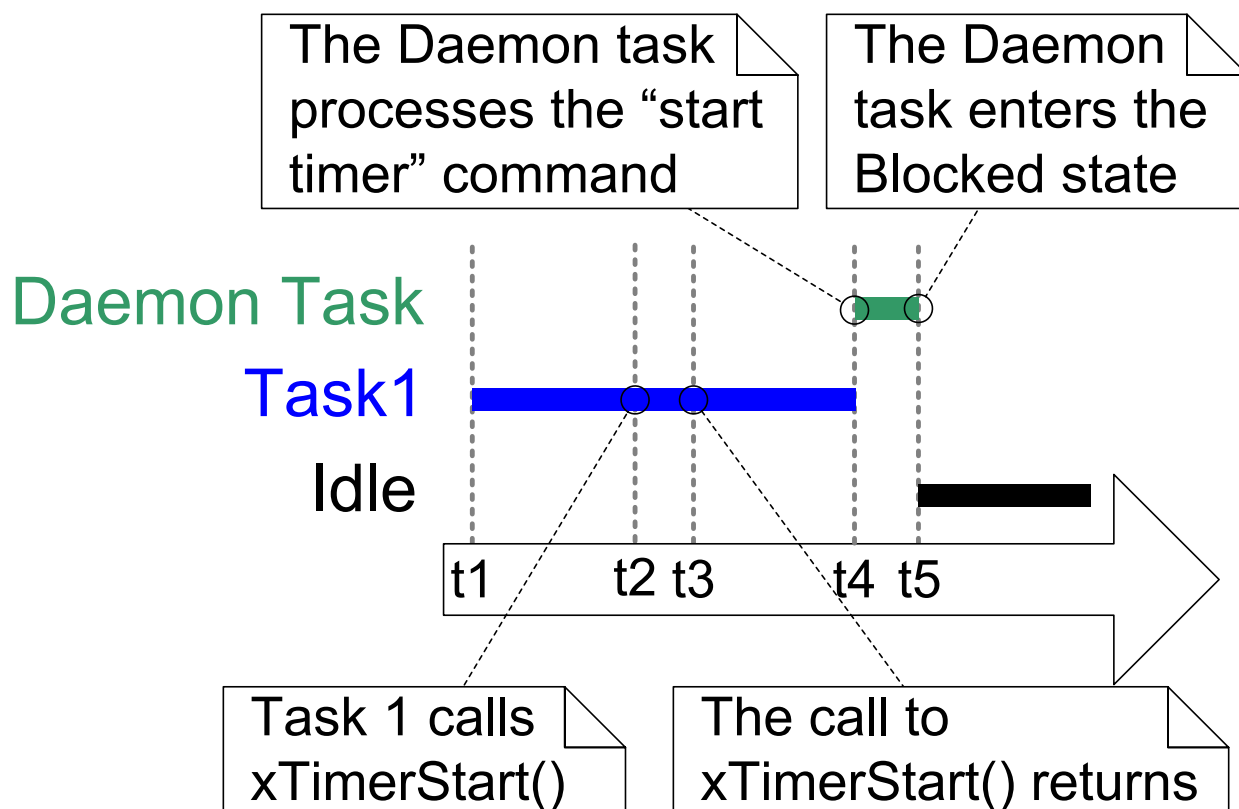 The Daemon task
processes the “start
timer” command
The Daemon
task enters the
Blocked state
Daemon Task
Task1
Idle
t1
t2
t3
t4
t5
Task 1 calls
xTimerStart()
The call to
xTimerStart() returns